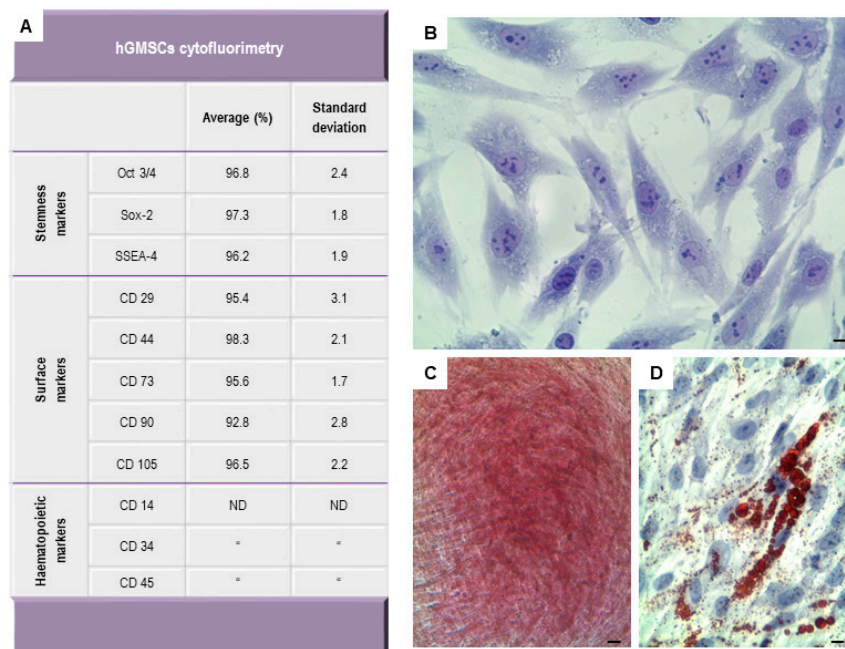 A
hGMSCs cytofluorimetry
Average (%) Standard deviation
Stemness markers
Oct 3/4 96.8 2.4
Sox-2 97.3 1.8
SSEA-4 96.2 1.9
Surface markers
CD 29 95.4 3.1
CD 44 98.3 2.1
CD 73 95.6 1.7
CD 90 92.8 2.8
CD 105 96.5 2.2
Haematopoietic markers
CD 14 ND ND
CD 34 “ “
CD 45 “ “
B
C
D